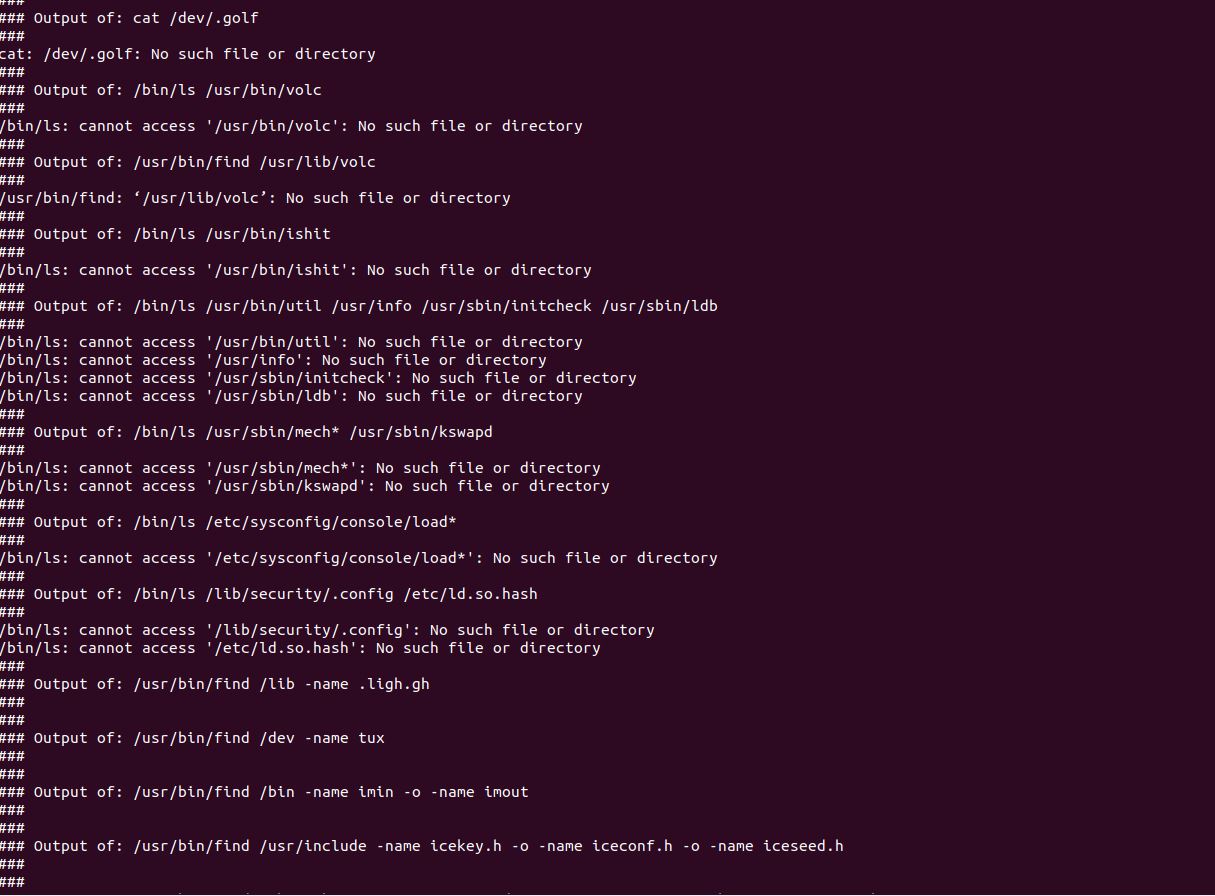 ###
### Output of: cat /dev/.golf
###
cat: /dev/.golf: No such file or directory
###
### Output of: /bin/ls /usr/bin/volc
###
/bin/ls: cannot access '/usr/bin/volc': No such file or directory
###
### Output of: /usr/bin/find /usr/lib/volc
###
/usr/bin/find: ‘/usr/lib/volc’: No such file or directory
###
### Output of: /bin/ls /usr/bin/ishit
###
/bin/ls: cannot access '/usr/bin/ishit': No such file or directory
###
### Output of: /bin/ls /usr/bin/util /usr/info /usr/sbin/initcheck /usr/sbin/ldb
###
/bin/ls: cannot access '/usr/bin/util': No such file or directory
/bin/ls: cannot access '/usr/info': No such file or directory
/bin/ls: cannot access '/usr/sbin/initcheck': No such file or directory
/bin/ls: cannot access '/usr/sbin/ldb': No such file or directory
###
### Output of: /bin/ls /usr/sbin/mech* /usr/sbin/kswapd
###
/bin/ls: cannot access '/usr/sbin/mech*': No such file or directory
/bin/ls: cannot access '/usr/sbin/kswapd': No such file or directory
###
### Output of: /bin/ls /etc/sysconfig/console/load*
###
/bin/ls: cannot access '/etc/sysconfig/console/load*': No such file or directory
###
### Output of: /bin/ls /lib/security/.config /etc/ld.so.hash
###
/bin/ls: cannot access '/lib/security/.config': No such file or directory
/bin/ls: cannot access '/etc/ld.so.hash': No such file or directory
###
### Output of: /usr/bin/find /lib -name .ligh.gh
###
###
### Output of: /usr/bin/find /dev -name tux
###
###
### Output of: /usr/bin/find /bin -name imin -o -name imout
###
###
### Output of: /usr/bin/find /usr/include -name icekey.h -o -name iceconf.h -o -name iceseed.h
###
###